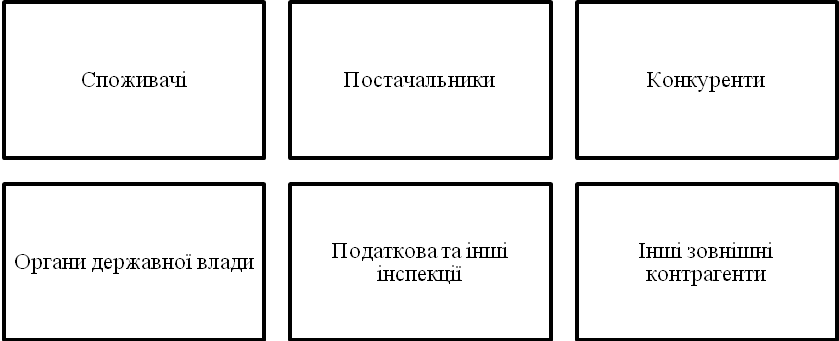 Споживачі
Постачальники
Конкуренти
Органи державної влади
Податкова та інші
інспекції
Інші зовнішні
контрагенти